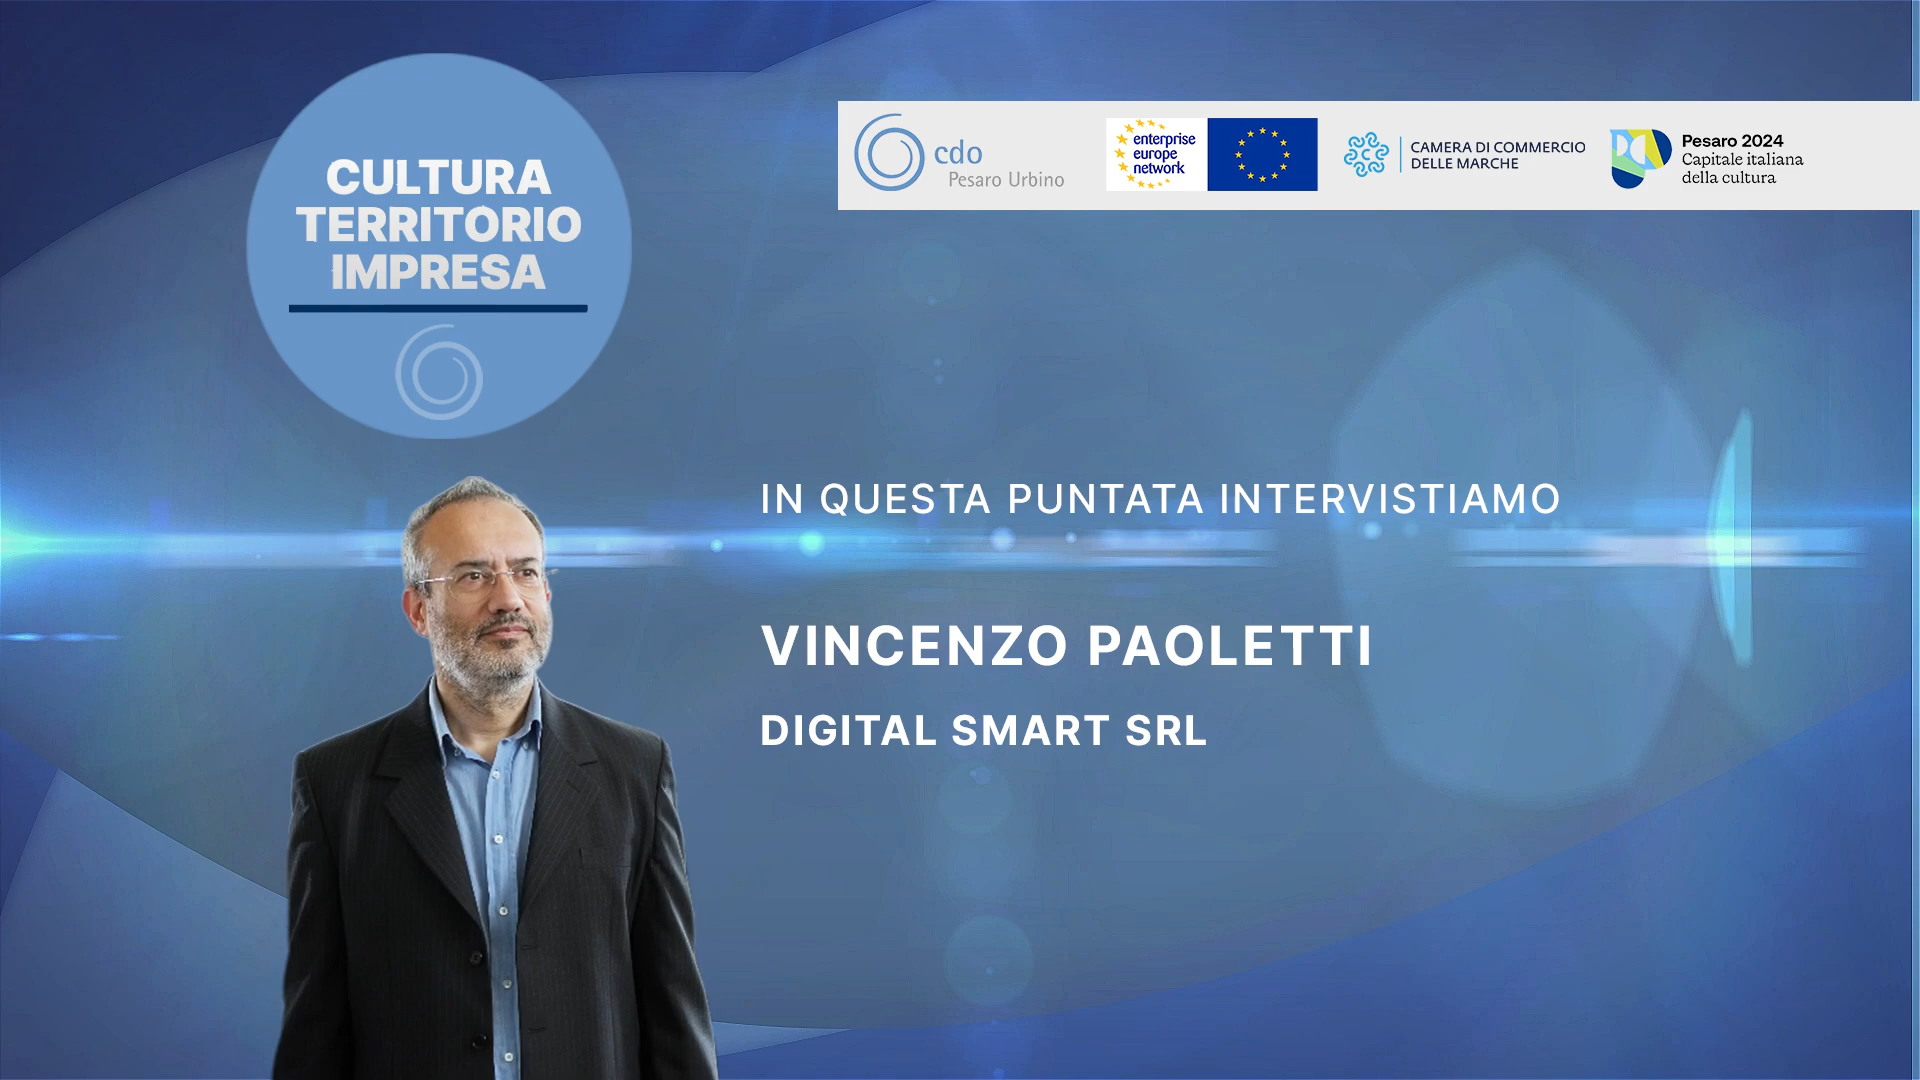 CULTURA
TERRITORIO
IMPRESA
cdo
Pesaro Urbino
enterprise
europe
network
CAMERA DI COMMERCIO
DELLE MARCHE
Pesaro 2024
Capitale italiana
della cultura
IN QUESTA PUNTATA INTERVISTIAMO
VINCENZO PAOLETTI
DIGITAL SMART SRL